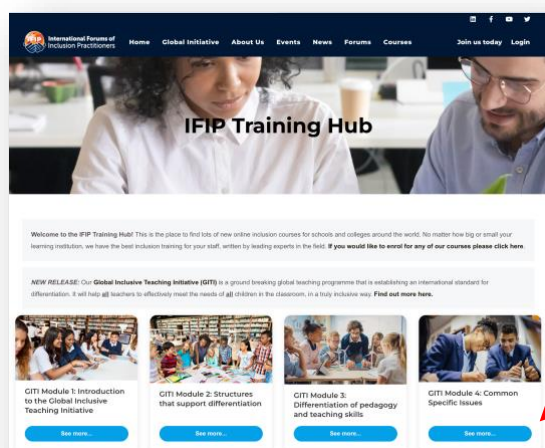 IFIP
International Forums of
Inclusion Practitioners
Home Global Initiative About Us Events News Forums Courses Join us today Login
IFIP Training Hub
Welcome to the IFIP Training Hub! This is the place to find lots of new online inclusion courses for schools and colleges around the world. No matter how big or small your
learning institution, we have the best inclusion training for your staff, written by leading experts in the field. If you would like to enrol for any of our courses please click here.
NEW RELEASE: Our Global Inclusive Teaching Initiative (GITI) is a ground breaking global teaching programme that is establishing an international standard for
differentiation. It will help all teachers to effectively meet the needs of all children in the classroom, in a truly inclusive way. Find out more here.
GITI Module 1: Introduction
to the Global Inclusive
Teaching Initiative
See more...
GITI Module 2: Structures
that support differentiation
See more...
GITI Module 3:
Differentiation of pedagogy
and teaching skills
See more...
GITI Module 4: Common
Specific Issues
See more...